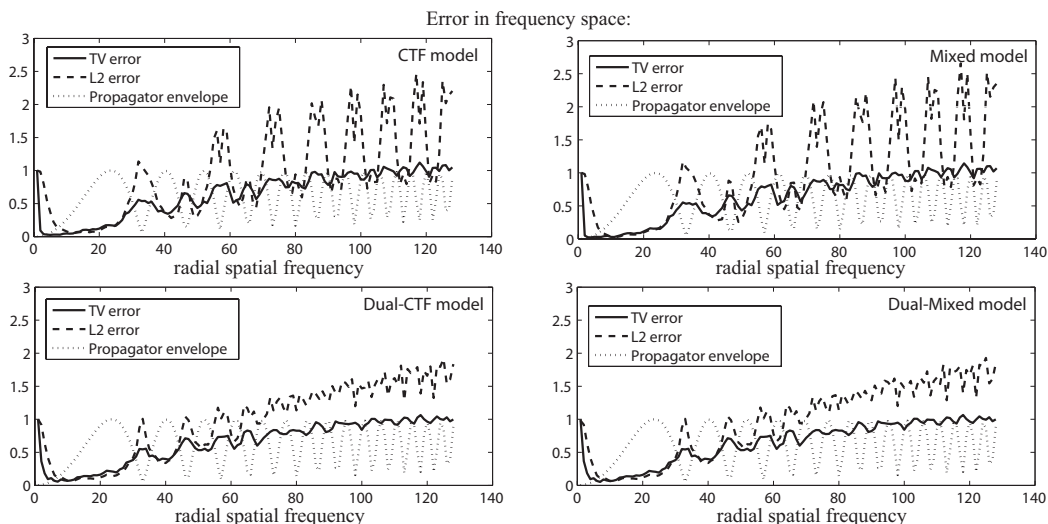 Error in frequency space:
CTF model
TV error
L2 error
Propagator envelope
3
2.5
2
1.5
1
0.5
0
0 20 40 60 80 100 120 140
radial spatial frequency
Mixed model
TV error
L2 error
Propagator envelope
3
2.5
2
1.5
1
0.5
0
0 20 40 60 80 100 120 140
radial spatial frequency
Dual-CTF model
TV error
L2 error
Propagator envelope
3
2.5
2
1.5
1
0.5
0
0 20 40 60 80 100 120 140
radial spatial frequency
Dual-Mixed model
TV error
L2 error
Propagator envelope
3
2.5
2
1.5
1
0.5
0
0 20 40 60 80 100 120 140
radial spatial frequency